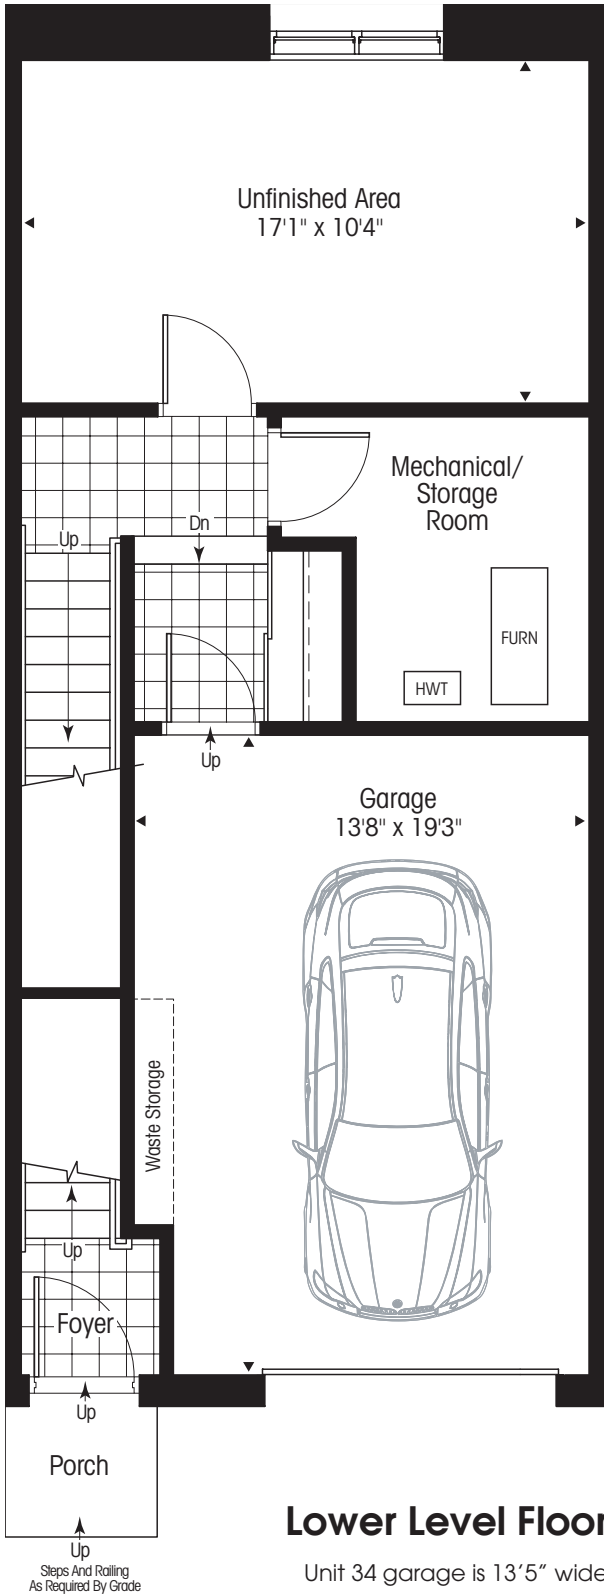 Unfinished Area
17'1" x 10'4"
Mechanical/
Storage
Room
Dn
Up
FURN
HWT
Up
Garage
13'8" x 19'3"
Waste Storage
Up
Foyer
Up
Porch
Up
Steps And Railing
As Required By Grade
Lower Level Floor
Unit 34 garage is 13'5” wide